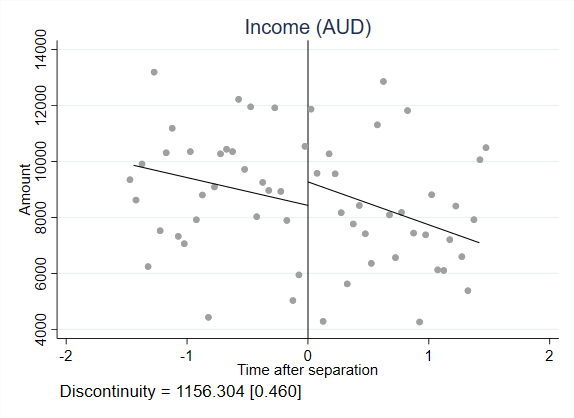 Income (AUD)
14000
12000
10000
8000
6000
4000
Amount
-2 -1 0 1 2
Time after separation
Discontinuity = 1156.304 [0.460]